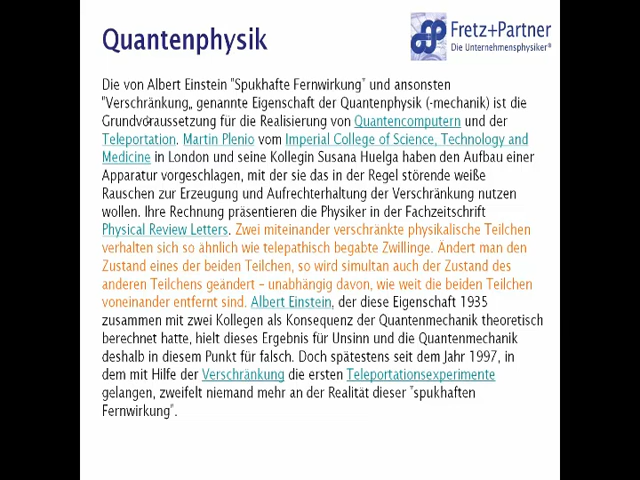 Quantenphysik
Fretz+Partner
Die Unternehmensphysiker®
Die von Albert Einstein "Spukhafte Fernwirkung" und ansonsten
"Verschränkung„ genannte Eigenschaft der Quantenphysik (-mechanik) ist die
Grundvoraussetzung für die Realisierung von Quantencomputern und der
Teleportation. Martin Plenio vom Imperial College of Science, Technology and
Medicine in London und seine Kollegin Susana Huelga haben den Aufbau einer
Apparatur vorgeschlagen, mit der sie das in der Regel störende weiße
Rauschen zur Erzeugung und Aufrechterhaltung der Verschränkung nutzen
wollen. Ihre Rechnung präsentieren die Physiker in der Fachzeitschrift
Physical Review Letters. Zwei miteinander verschränkte physikalische Teilchen
verhalten sich so ähnlich wie telepathisch begabte Zwillinge. Ändert man den
Zustand eines der beiden Teilchen, so wird simultan auch der Zustand des
anderen Teilchens geändert – unabhängig davon, wie weit die beiden Teilchen
voneinander entfernt sind. Albert Einstein, der diese Eigenschaft 1935
zusammen mit zwei Kollegen als Konsequenz der Quantenmechanik theoretisch
berechnet hatte, hielt dieses Ergebnis für Unsinn und die Quantenmechanik
deshalb in diesem Punkt für falsch. Doch spätestens seit dem Jahr 1997, in
dem mit Hilfe der Verschränkung die ersten Teleportationsexperimente
gelangen, zweifelt niemand mehr an der Realität dieser "spukhaften
Fernwirkung".